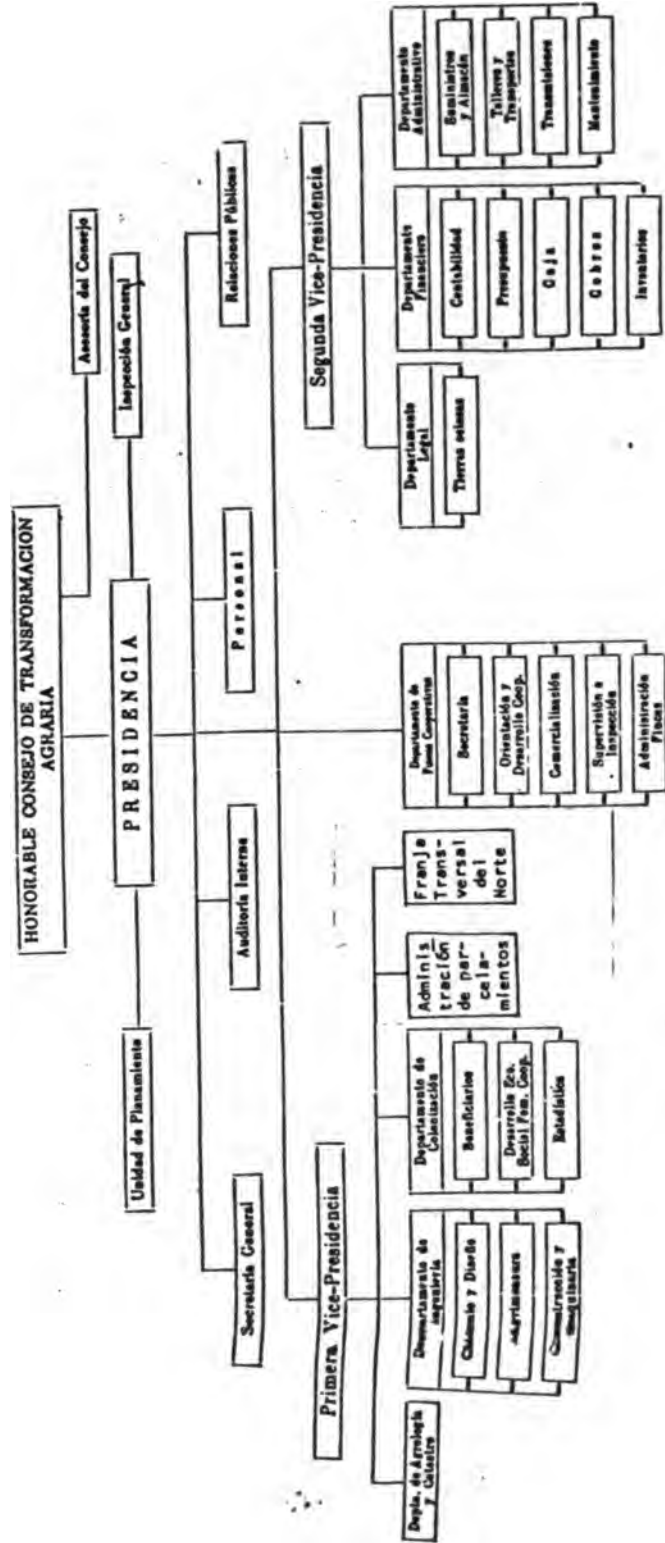 HONORABLE CONSEJO DE TRANSFORMACION
AGRARIA
Asesoría del Consejo
Unidad de Planamiento
PRESIDENCIA
Inspección General
Secretaría General
Auditoría Interna
Personal
Relaciones Públicas
Primera Vice-Presidencia
Segunda Vice-Presidencia
Depto. de Agrología
y Catastro
Departamento de
Ingeniería
y Diseño
Agrimensura
Construcción y
Maquinaria
Departamento de
Colonización
Beneficiarios
Desarrollo Eco.
Social Fam. Coop.
Estadística
Adminis
tración
de par-
cela-
mientos
Franja
Trans-
versal
del
Norte
Departamento de
Fincas Cooperativas
Secretaría
Orientación y
Desarrollo Coop.
Comercialización
Supervisión e
Inspección
Administración
Fincas
Departamento
Legal
Tierras ociosas
Departamento
Financiero
Contabilidad
Presupuesto
Caja
Cobros
Inventarios
Departamento
Administrativo
Suministros
y Almacén
Talleres y
Transportes
Transmisiones
Mantenimiento